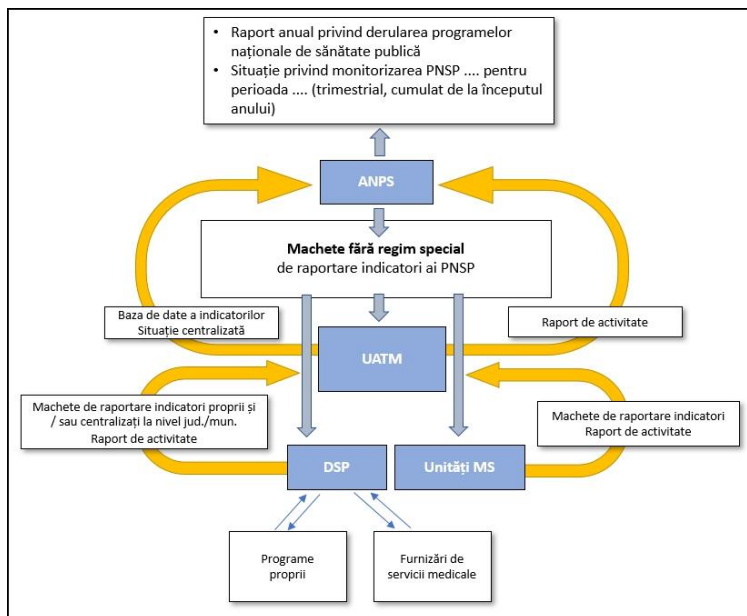 • Raport anual privind derularea programelor
naționale de sănătate publică
• Situație privind monitorizarea PNSP .... pentru
perioada .... (trimestrial, cumulat de la începutul
anului)
ANPS
Machete fără regim special
de raportare indicatori ai PNSP
Baza de date a indicatorilor
Situație centralizată
Raport de activitate
UATM
Machete de raportare indicatori proprii și
/ sau centralizați la nivel jud./mun.
Raport de activitate
Machete de raportare indicatori
Raport de activitate
DSP
Unități MS
Programe
proprii
Furnizări de
servicii medicale